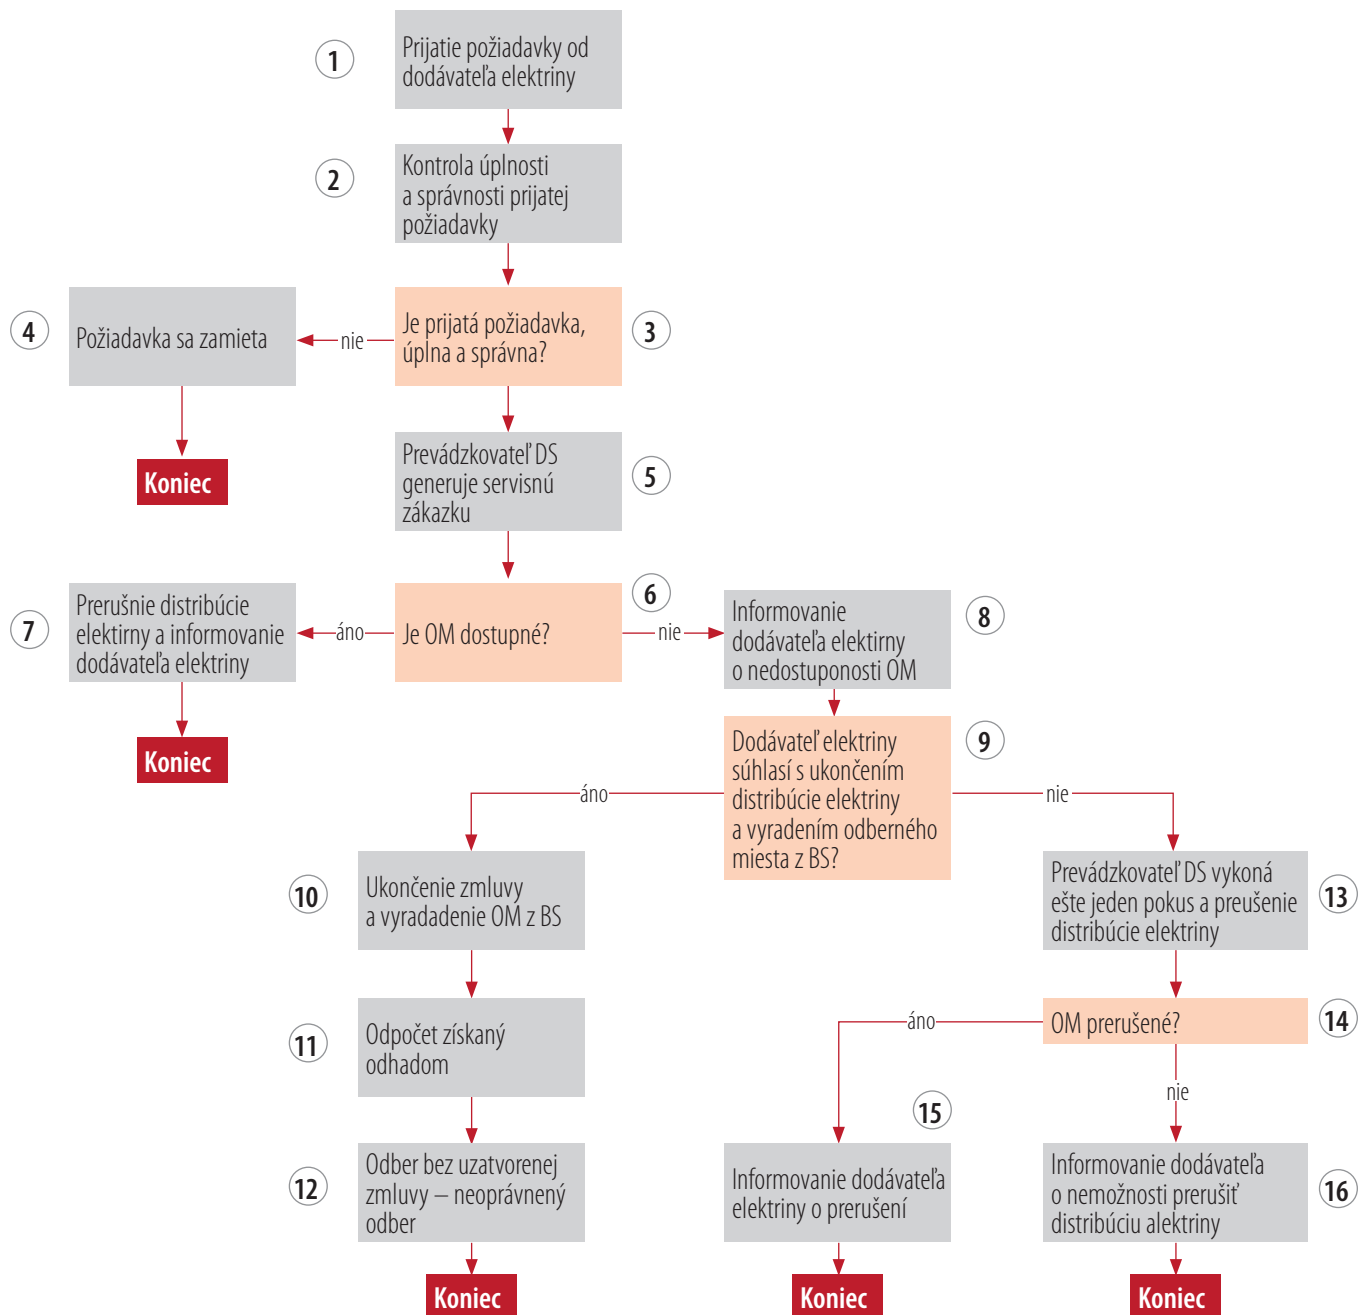 1
Prijatie požiadavky od
dodávateľa elektriny
2
Kontrola úplnosti
a správnosti prijatej
požiadavky
4
Požiadavka sa zamieta
nie
Je prijatá požiadavka,
úplna a správna?
3
Koniec
Prevádzkovateľ DS
generuje servisnú
zákazku
5
7
Prerušnie distribúcie
elektirny a informovanie
dodávateľa elektriny
áno
Je OM dostupné?
6
nie
Informovanie
dodávateľa elektirny
o nedostuponosti OM
8
Koniec
Dodávateľ elektriny
súhlasí s ukončením
distribúcie elektriny
a vyradením odberného
miesta z BS?
9
áno
nie
10
Ukončenie zmluvy
a vyradadenie OM z BS
Prevádzkovateľ DS vykoná
ešte jeden pokus a preušenie
distribúcie elektriny
13
11
Odpočet získaný
odhadom
áno
OM prerušené?
14
nie
15
12
Odber bez uzatvorenej
zmluvy – neoprávnený
odber
Informovanie dodávateľa
elektriny o prerušení
Informovanie dodávateľa
o nemožnosti prerušiť
distribúciu alektriny
16
Koniec
Koniec
Koniec